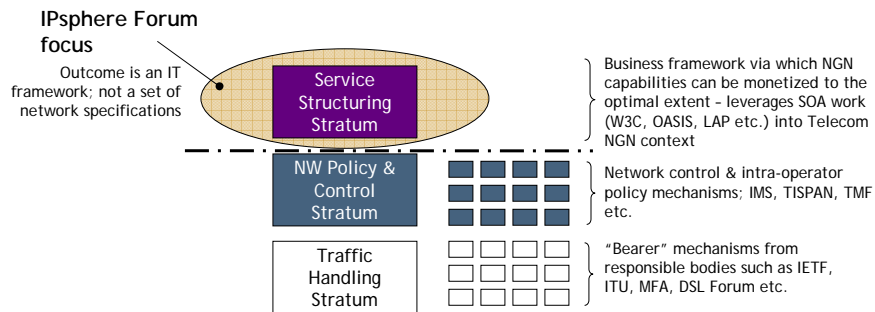 IPsphere Forum
focus
Outcome is an IT
framework; not a set of
network specifications
Service
Structuring
Stratum
Business framework via which NGN
capabilities can be monetized to the
optimal extent – leverages SOA work
(W3C, OASIS, LAP etc.) into Telecom
NGN context
NW Policy &
Control
Stratum
Network control & intra-operator
policy mechanisms; IMS, TISPAN, TMF
etc.
Traffic
Handling
Stratum
“Bearer” mechanisms from
responsible bodies such as IETF,
ITU, MFA, DSL Forum etc.